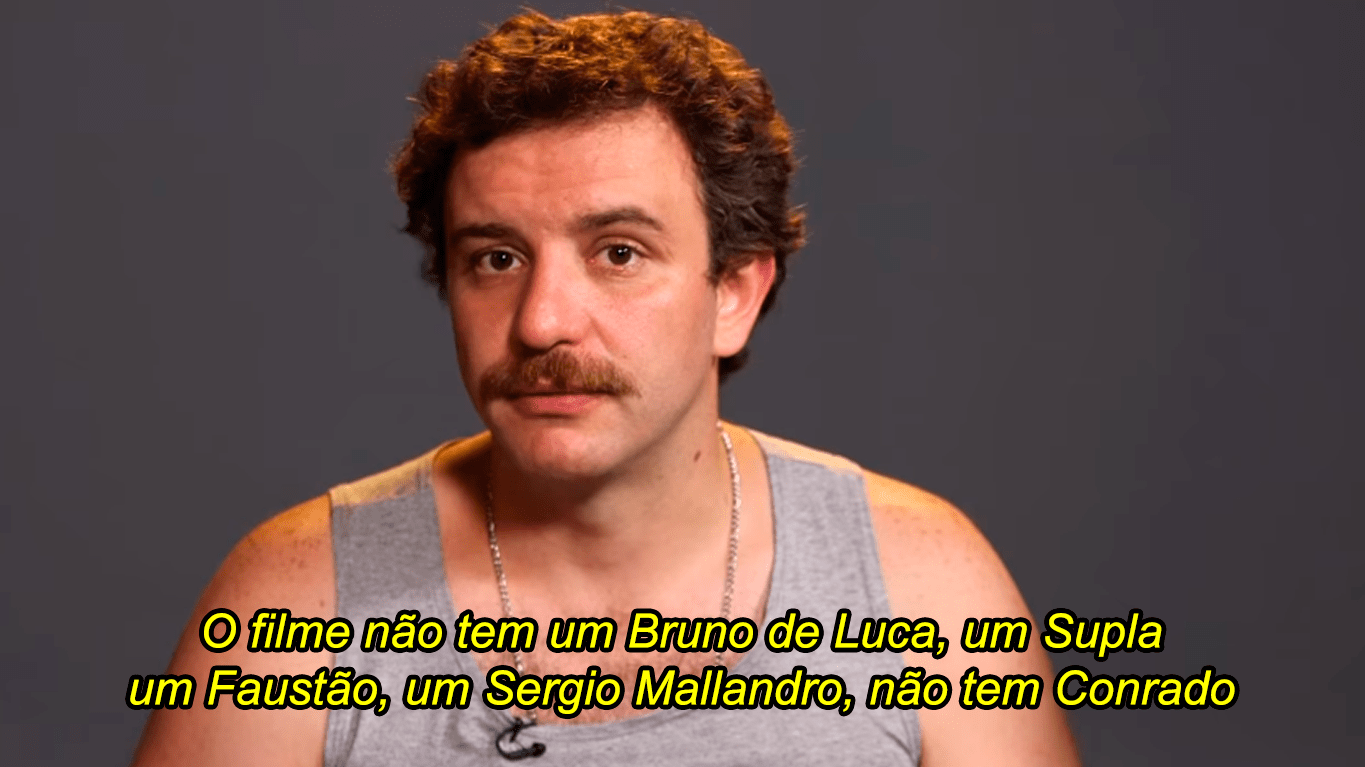 O filme não tem um Bruno de Luca, um Supla
um Faustão, um Sergio Mallandro, não tem Conrado